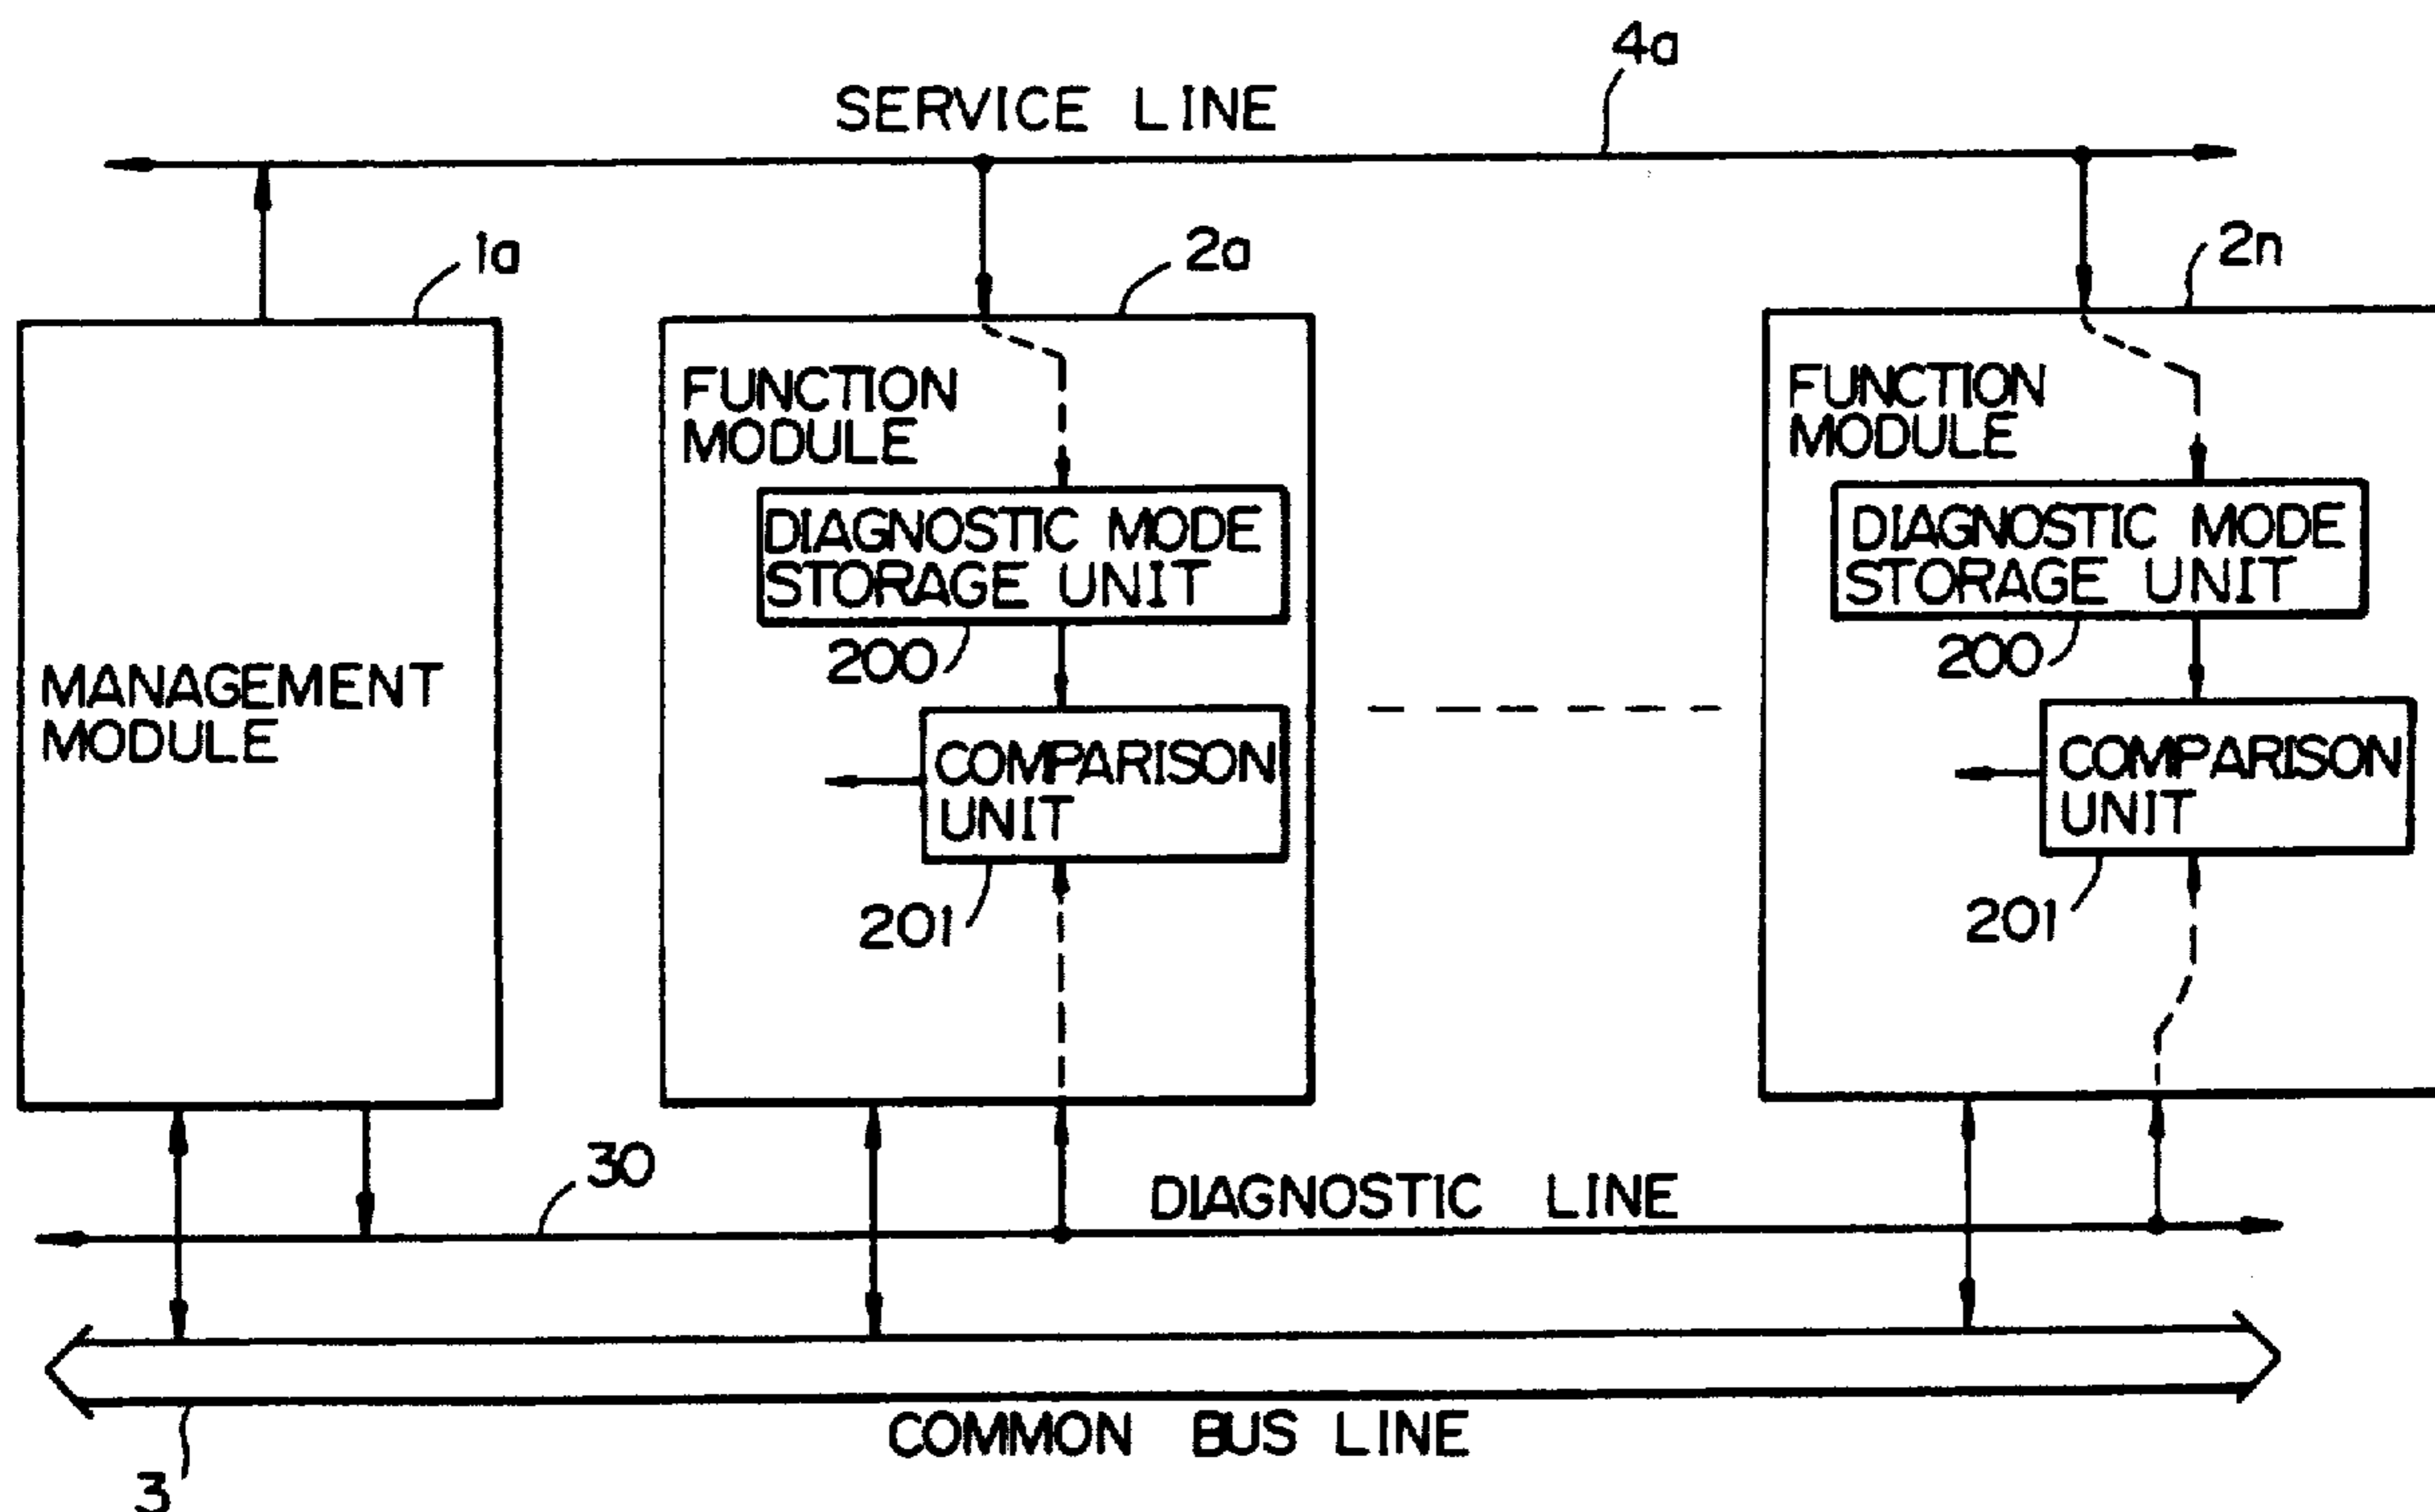 4a
SERVICE LINE
1a
2a
2n
FUNCTION
MODULE
FUNCTION
MODULE
DIAGNOSTIC MODE
STORAGE UNIT
DIAGNOSTIC MODE
STORAGE UNIT
200
200
MANAGEMENT
MODULE
COMPARISON
UNIT
COMPARISON
UNIT
201
201
30
DIAGNOSTIC LINE
COMMON BUS LINE
3